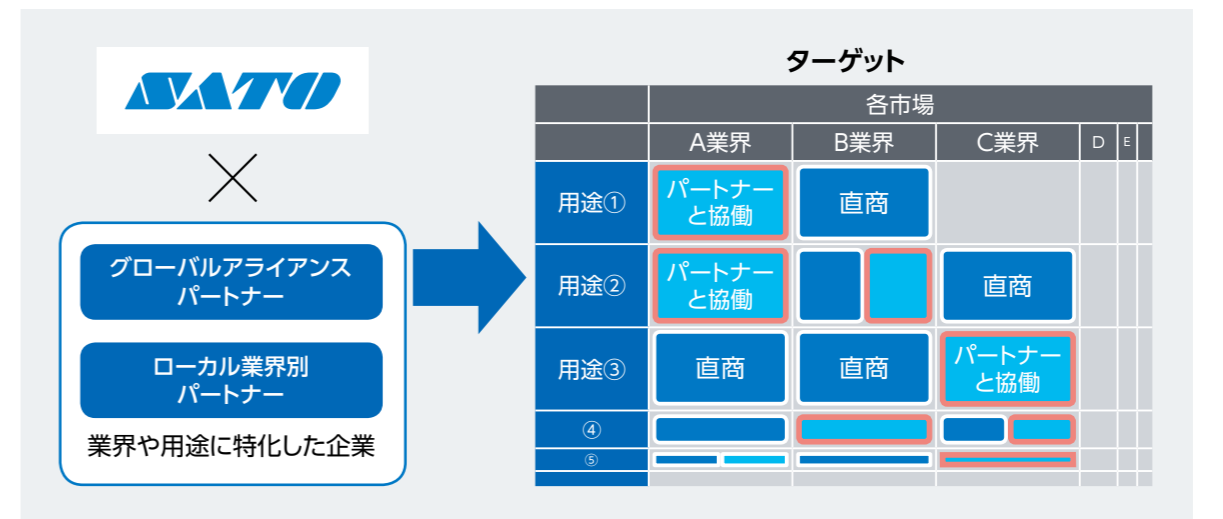 SATO
×
グローバルアライアンス
パートナー
ローカル業界別
パートナー
業界や用途に特化した企業
ターゲット
各市場
A業界 B業界 C業界 D E
用途① パートナー 直商
と協働
用途② パートナー 直商
と協働
用途③ 直商 直商 パートナー
と協働
④
⑤